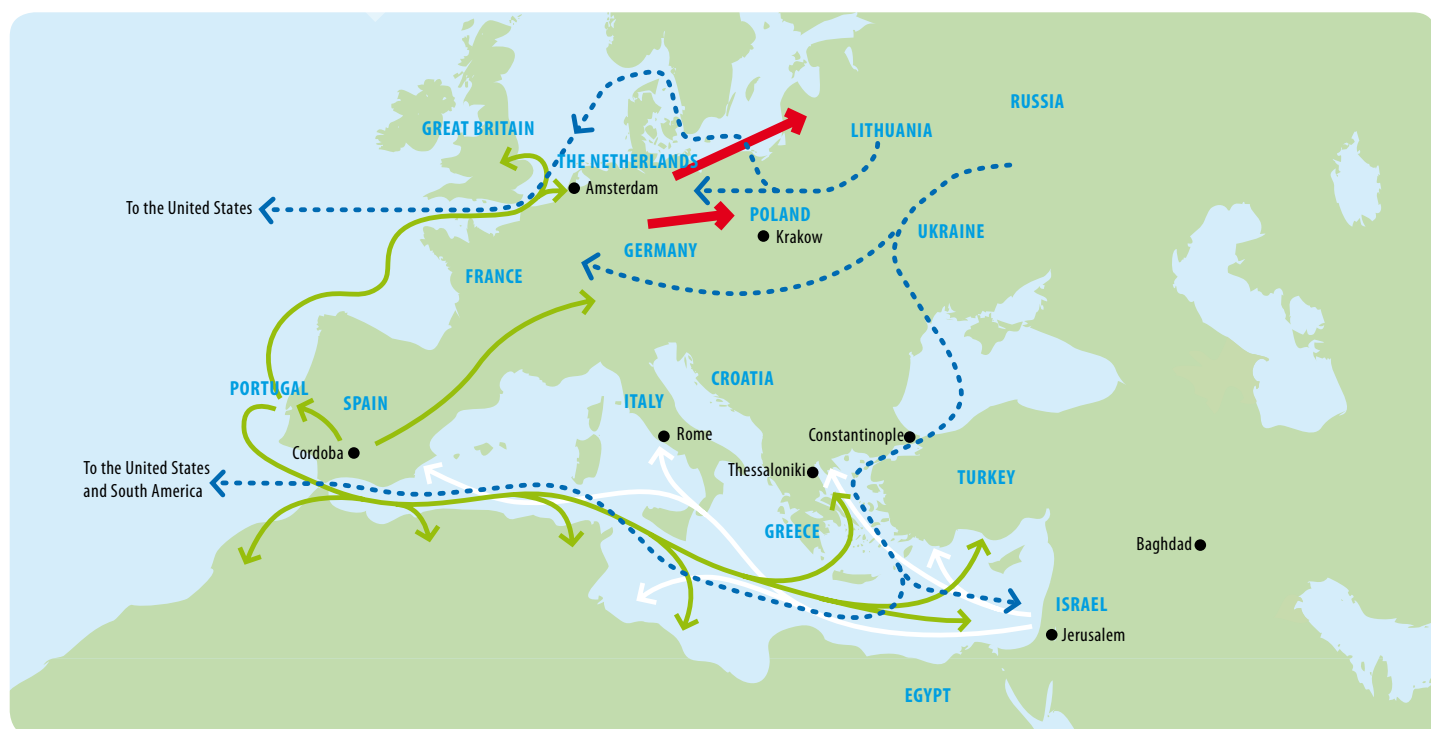 RUSSIA
GREAT BRITAIN
LITHUANIA
THE NETHERLANDS
Amsterdam
To the United States
POLAND
Krakow
UKRAINE
GERMANY
FRANCE
CROATIA
PORTUGAL
SPAIN
ITALY
Rome
Constantinople
Cordoba
To the United States
and South America
Thessaloniki
TURKEY
GREECE
Baghdad
ISRAEL
Jerusalem
EGYPT